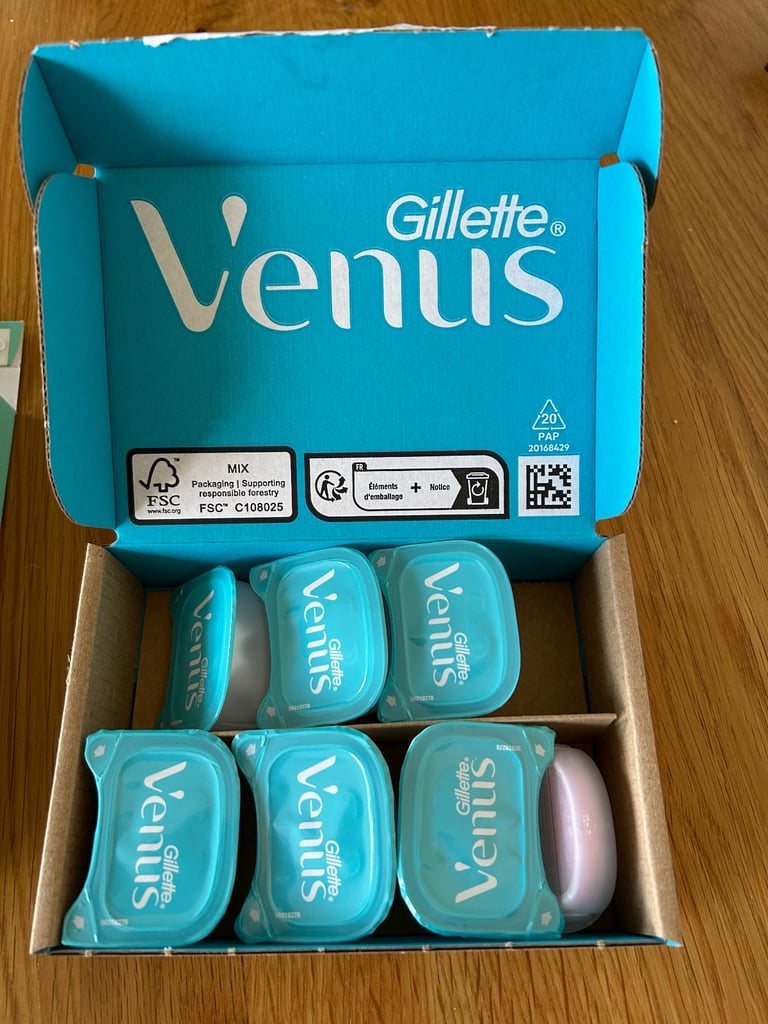 Gillette®
Venus
20
PAP
20168429
FSC™
www.fsc.org
MIX
Packaging | Supporting
responsible forestry
FSC™ C108025
FR
Éléments
d'emballage
+
Notice
Venus
Gillette®
Venus
Gillette®
Venus
Gillette®
Venus
Gillette®
Venus
Gillette®
Gillette®
Venus